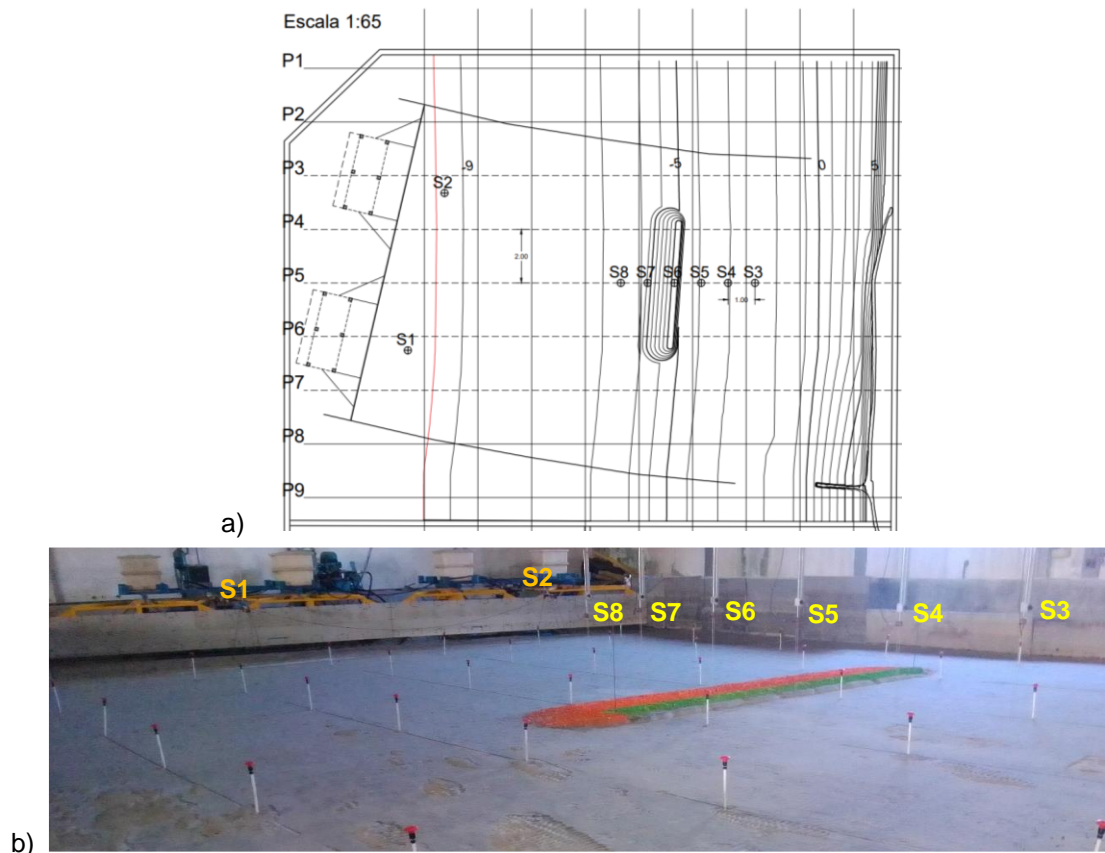 Escala 1:65
P1
P2
P3
-9
-5
0
5
S2
P4
2.00
P5
S8
S7
S6
S5
S4
S3
1.00
P6
S1
P7
P8
P9
a)
S1
S2
S8
S7
S6
S5
S4
S3
b)